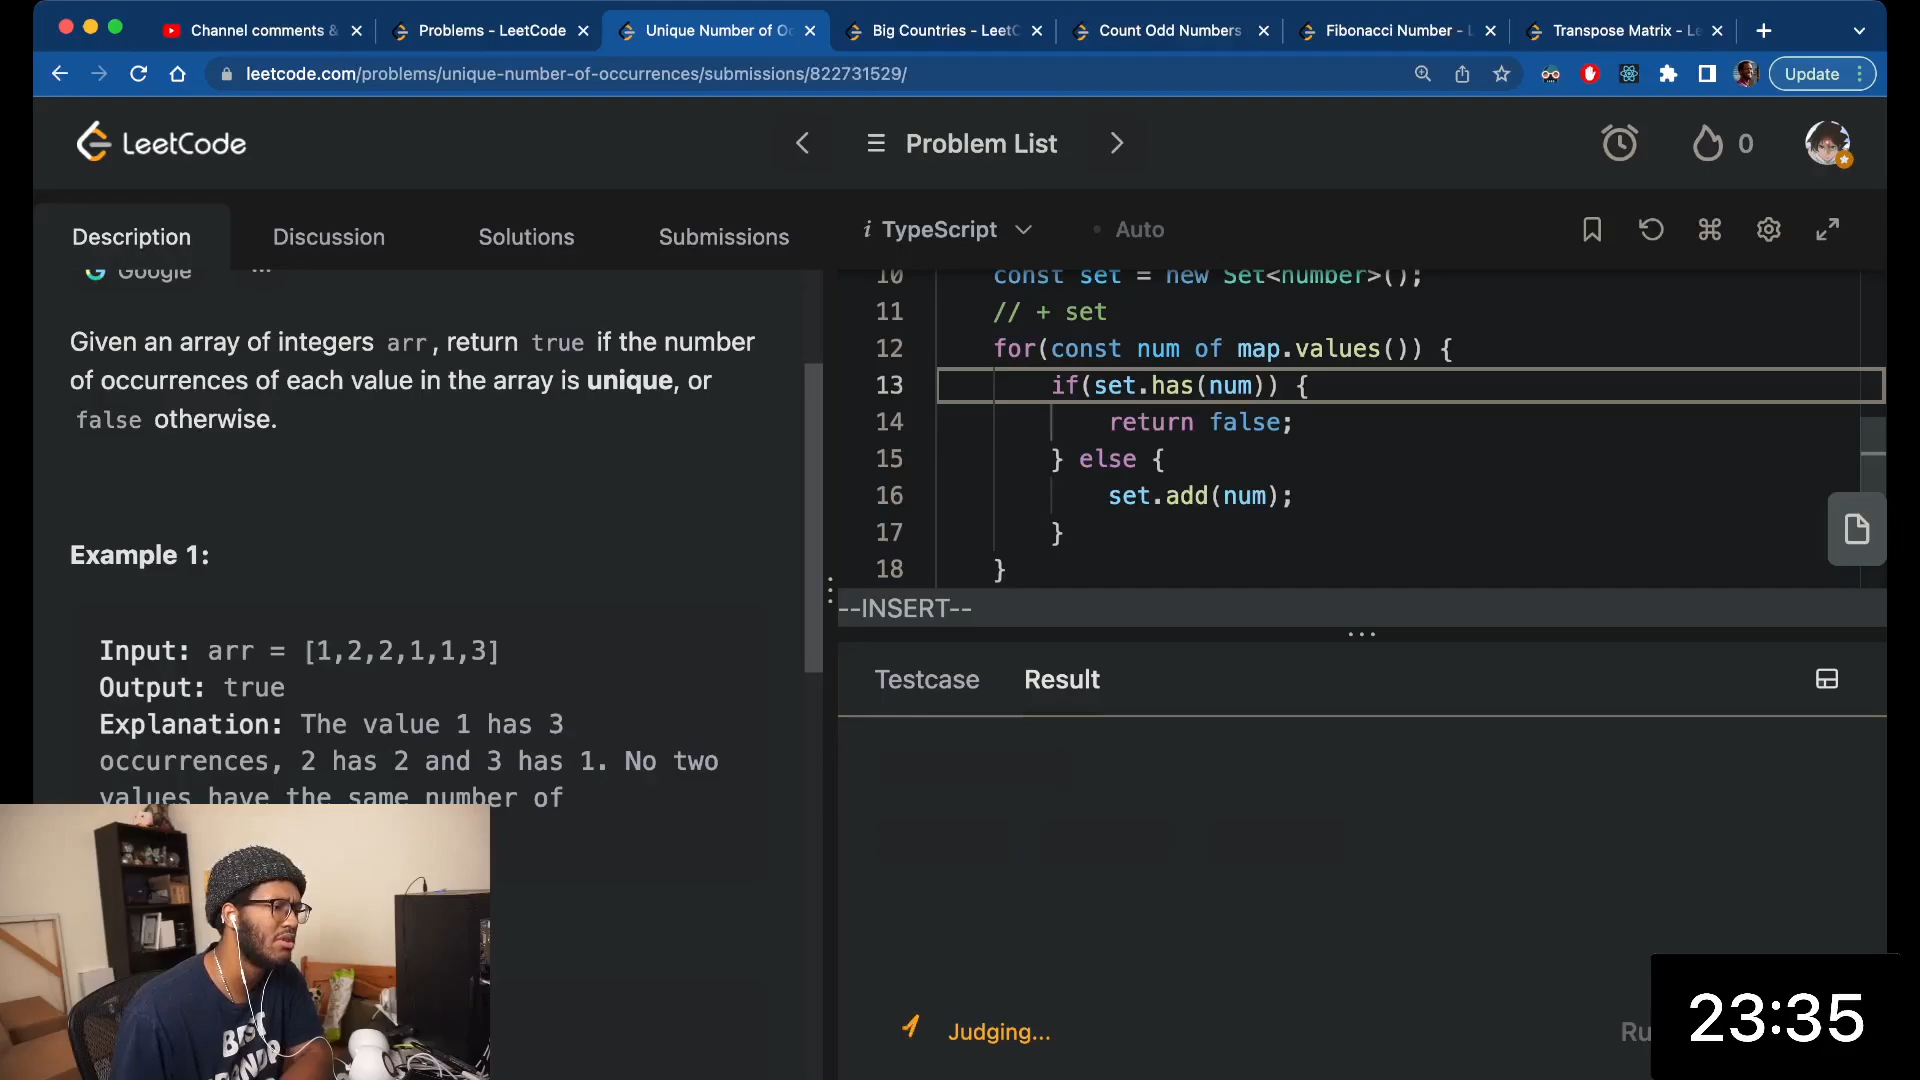 Channel comments &
Problems - LeetCode
Unique Number of Oc
Big Countries - LeetC
Count Odd Numbers
Fibonacci Number - L
Transpose Matrix - Le
leetcode.com/problems/unique-number-of-occurrences/submissions/822731529/
Update
LeetCode
Problem List
0
Description
Discussion
Solutions
Submissions
i TypeScript
• Auto
Google
...
Given an array of integers arr, return true if the number
of occurrences of each value in the array is unique, or
false otherwise.
Example 1:
Input: arr = [1,2,2,1,1,3]
Output: true
Explanation: The value 1 has 3
occurrences, 2 has 2 and 3 has 1. No two
values have the same number of
10 const set = new Set<number>();
11 // + set
12 for(const num of map.values()) {
13 if(set.has(num)) {
14 return false;
15 } else {
16 set.add(num);
17 }
18 }
--INSERT--
Testcase
Result
Judging...
Ru
23:35
BEST